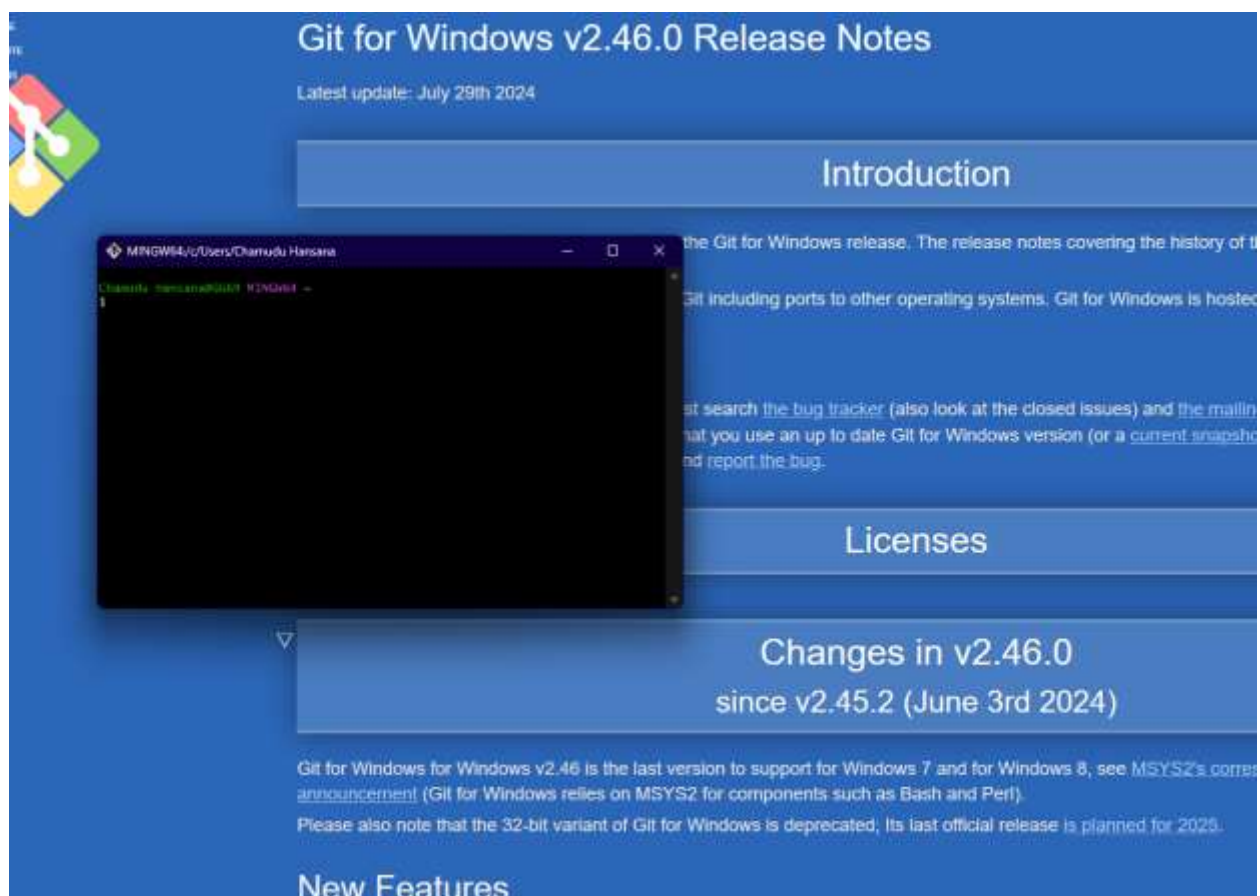 Git for Windows v2.46.0 Release Notes
Latest update: July 29th 2024
Introduction
MINGW64:/c/Users/Chamudu Hansana
MINGW64 ~
the Git for Windows release. The release notes covering the history of
Git including ports to other operating systems. Git for Windows is hosted
st search the bug tracker (also look at the closed issues) and the mailin
hat you use an up to date Git for Windows version (or a current snapsho
nd report the bug.
Licenses
Changes in v2.46.0
since v2.45.2 (June 3rd 2024)
Git for Windows for Windows v2.46 is the last version to support for Windows 7 and for Windows 8, see MSYS2's corres
announcement (Git for Windows relies on MSYS2 for components such as Bash and Perl).
Please also note that the 32-bit variant of Git for Windows is deprecated; Its last official release is planned for 2025.
New Features